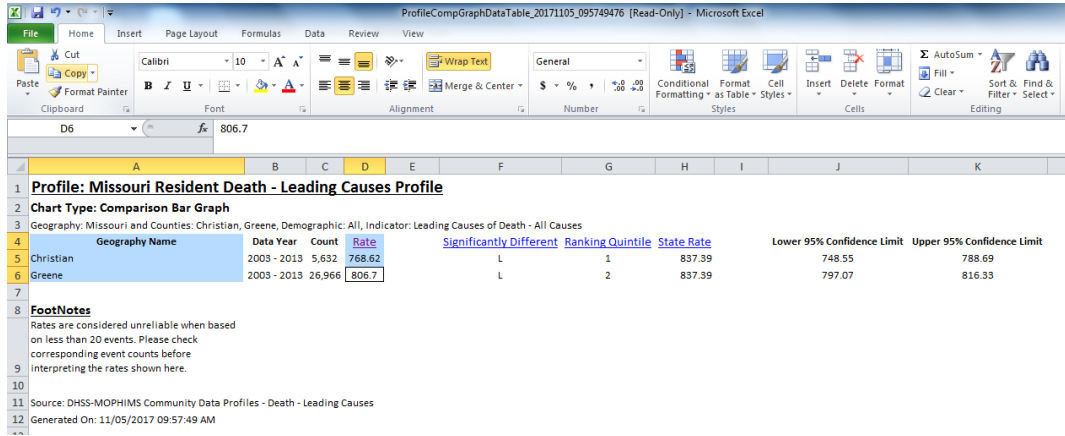 ProfileCompGraphDataTable_20171105_095749476 [Read-Only] - Microsoft Excel
File Home Insert Page Layout Formulas Data Review View
Paste
Cut
Copy
Format Painter
Clipboard
Calibri 10 A A
B I U A
Font
Wrap Text
Merge & Center
Alignment
General
$ % , .0 .00 .00 .0
Number
Conditional Formatting
Format as Table
Cell Styles
Styles
Insert Delete Format
Cells
Σ AutoSum
Fill
Clear
Sort & Filter
Find & Select
Editing
D6 fx 806.7
A B C D E F G H I J K
1 Profile: Missouri Resident Death - Leading Causes Profile
2 Chart Type: Comparison Bar Graph
3 Geography: Missouri and Counties: Christian, Greene, Demographic: All, Indicator: Leading Causes of Death - All Causes
4 Geography Name Data Year Count Rate Significantly Different Ranking Quintile State Rate Lower 95% Confidence Limit Upper 95% Confidence Limit
5 Christian 2003 - 2013 5,632 768.62 L 1 837.39 748.55 788.69
6 Greene 2003 - 2013 26,966 806.7 L 2 837.39 797.07 816.33
7
8 FootNotes
Rates are considered unreliable when based
on less than 20 events. Please check
corresponding event counts before
9 interpreting the rates shown here.
10
11 Source: DHSS-MOPHIMS Community Data Profiles - Death - Leading Causes
12 Generated On: 11/05/2017 09:57:49 AM